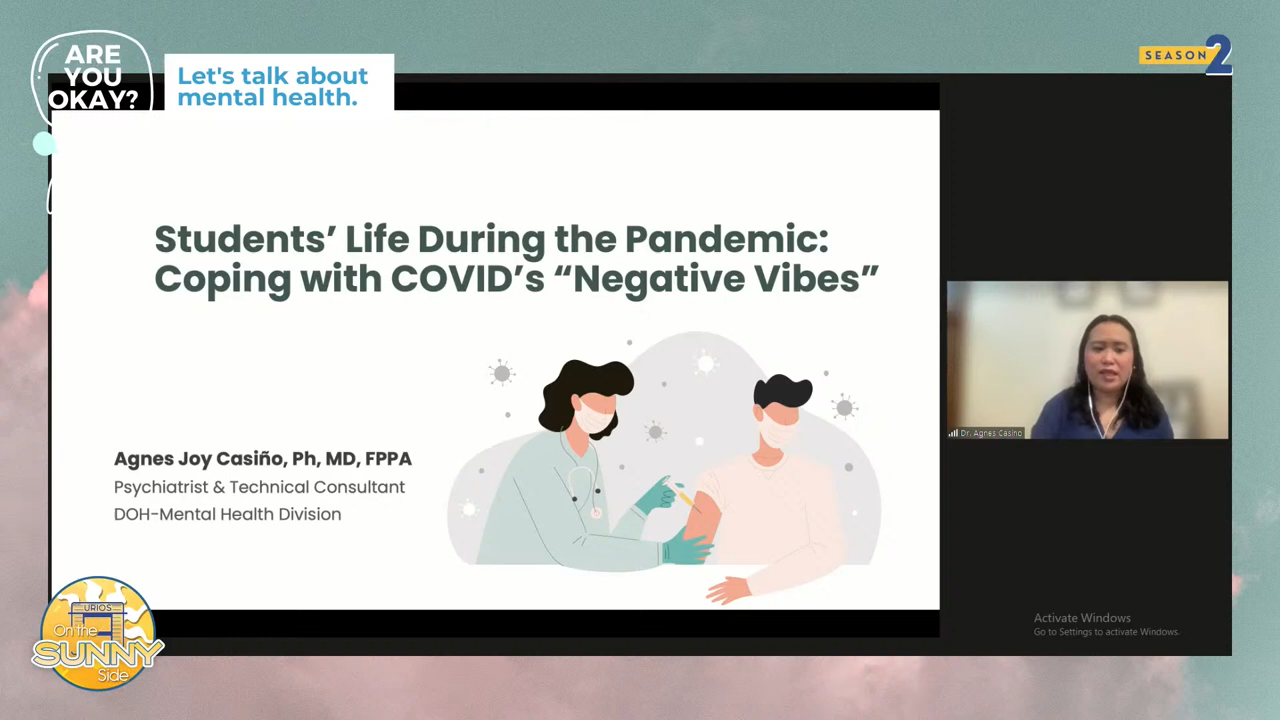 ARE
YOU
OKAY?
Let's talk about
mental health.
SEASON 2
Students’ Life During the Pandemic:
Coping with COVID’s “Negative Vibes”
Agnes Joy Casiño, Ph, MD, FPPA
Psychiatrist & Technical Consultant
DOH-Mental Health Division
Dr. Agnes Casino
URIOS
On the
SUNNY
Side
Activate Windows
Go to Settings to activate Windows.